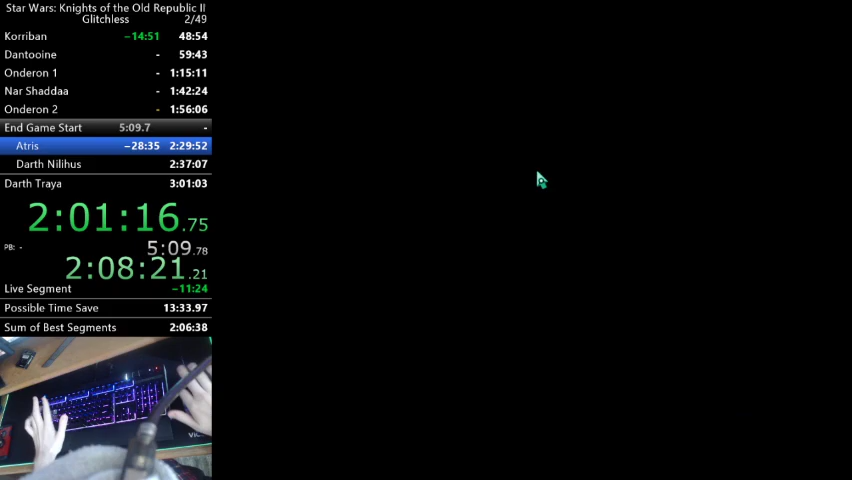 Star Wars: Knights of the Old Republic II
Glitchless 2/49
Korriban −14:51 48:54
Dantooine - 59:43
Onderon 1 - 1:15:11
Nar Shaddaa - 1:42:24
Onderon 2 - 1:56:06
End Game Start 5:09.7 -
Atris −28:35 2:29:52
Darth Nilihus 2:37:07
Darth Traya 3:01:03
2:01:16.75
PB: - 5:09.78
2:08:21.21
Live Segment −11:24
Possible Time Save 13:33.97
Sum of Best Segments 2:06:38